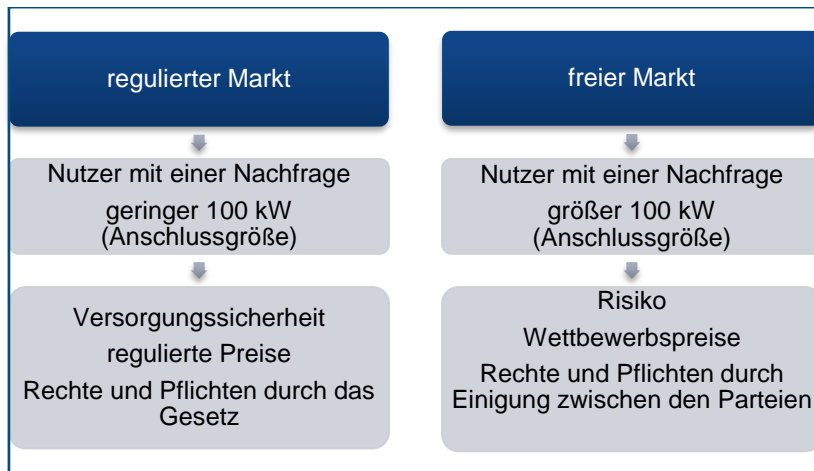 regulierter Markt
Nutzer mit einer Nachfrage
geringer 100 kW
(Anschlussgröße)
Versorgungssicherheit
regulierte Preise
Rechte und Pflichten durch das
Gesetz
freier Markt
Nutzer mit einer Nachfrage
größer 100 kW
(Anschlussgröße)
Risiko
Wettbewerbspreise
Rechte und Pflichten durch
Einigung zwischen den Parteien